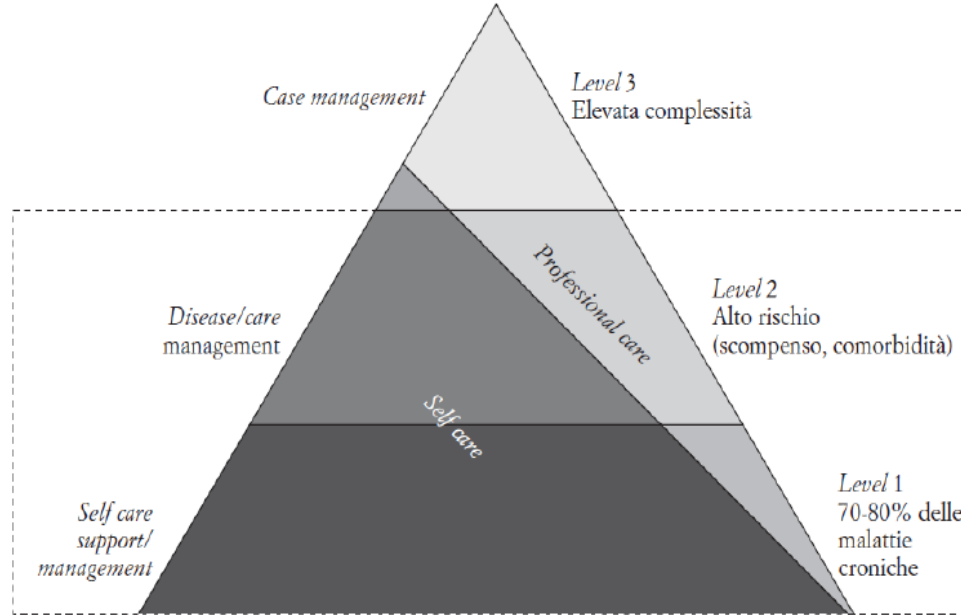 Case management
Level 3
Elevata complessità
Professional care
Disease/care
management
Level 2
Alto rischio
(scompenso, comorbidità)
Self care
Self care
support/
management
Level 1
70-80% delle
malattie
croniche